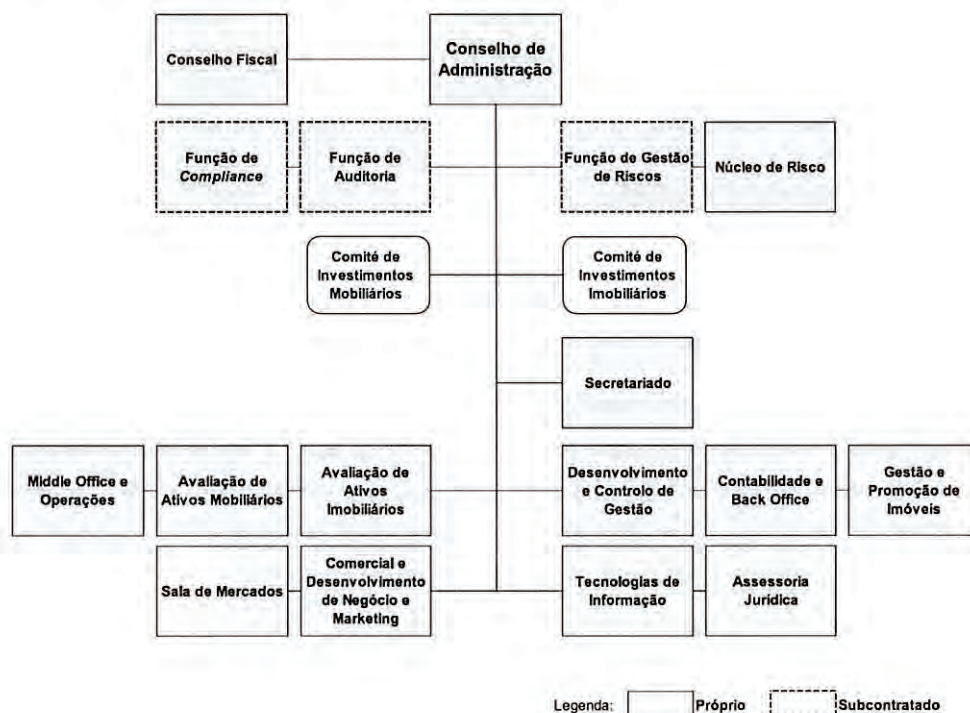 Conselho Fiscal
Conselho de
Administração
Função de
Compliance
Função de
Auditoria
Função de Gestão
de Riscos
Núcleo de Risco
Comité de
Investimentos
Mobiliários
Comité de
Investimentos
Imobiliários
Secretariado
Middle Office e
Operações
Avaliação de
Ativos Mobiliários
Avaliação de
Ativos
Imobiliários
Desenvolvimento
e Controlo de
Gestão
Contabilidade e
Back Office
Gestão e
Promoção de
Imóveis
Sala de Mercados
Comercial e
Desenvolvimento
de Negócio e
Marketing
Tecnologias de
Informação
Assessoria
Jurídica
Legenda: Próprio Subcontratado